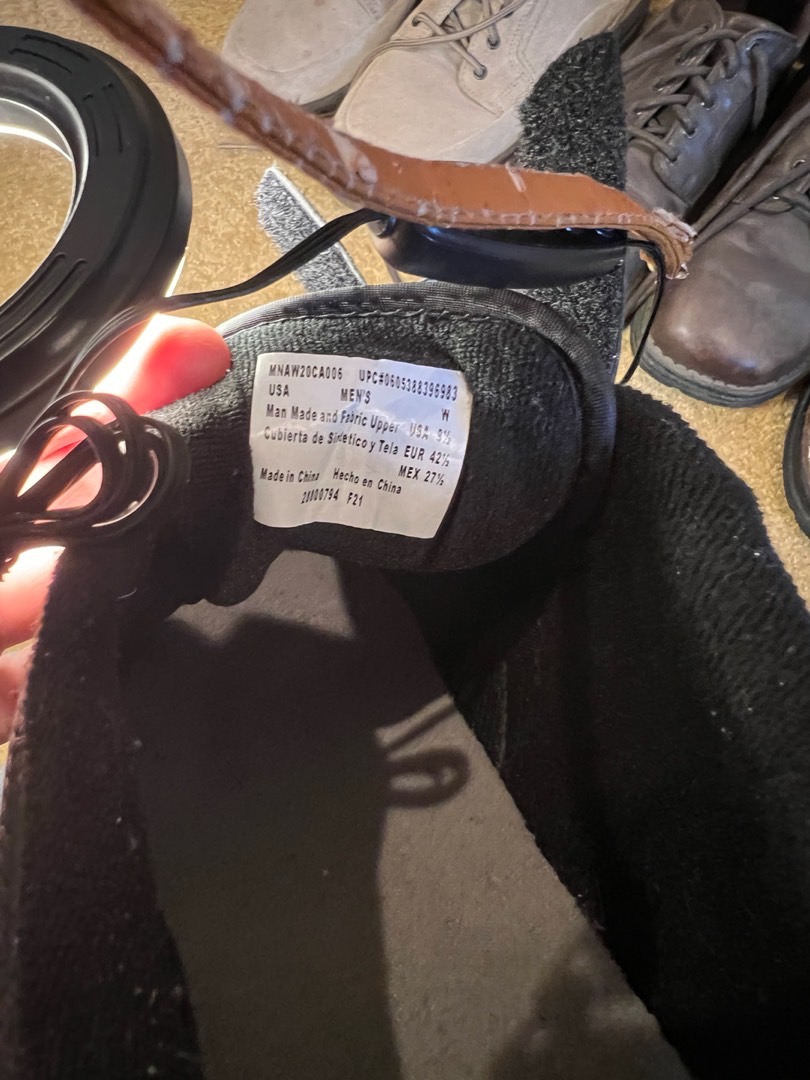 MNAW20CA006 UPC#0605388396983
USA MEN'S W
Man Made and Fabric Upper USA 9½
Cubierta de Sintetico y Tela EUR 42½
MEX 27½
Made in China Hecho en China
28800794 F21